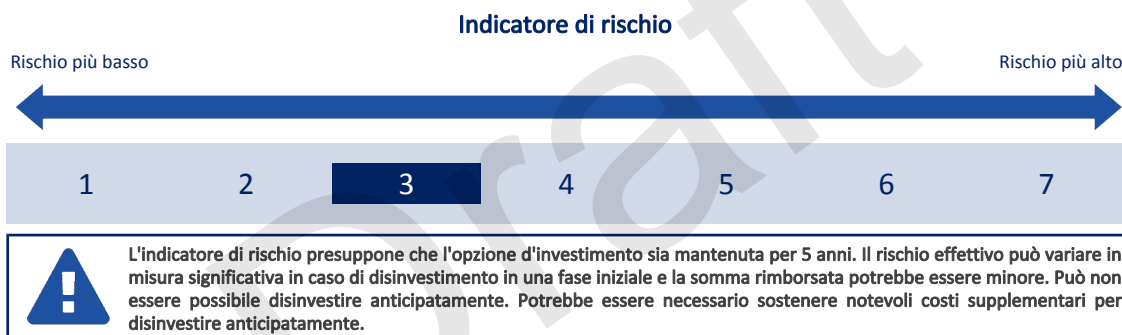 Indicatore di rischio
Rischio più basso Rischio più alto
1 2 3 4 5 6 7
L'indicatore di rischio presuppone che l'opzione d'investimento sia mantenuta per 5 anni. Il rischio effettivo può variare in
misura significativa in caso di disinvestimento in una fase iniziale e la somma rimborsata potrebbe essere minore. Può non
essere possibile disinvestire anticipatamente. Potrebbe essere necessario sostenere notevoli costi supplementari per
disinvestire anticipatamente.
Draft